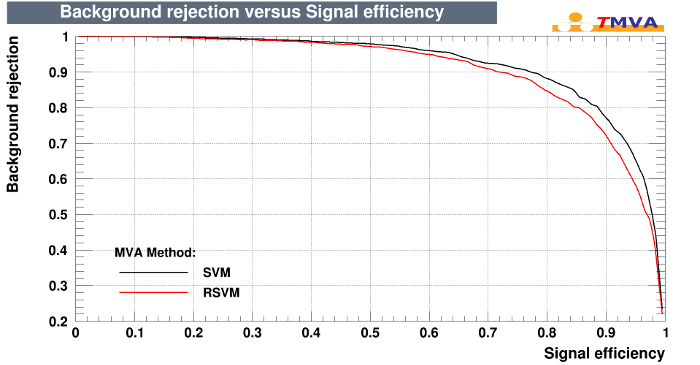 Background rejection versus Signal efficiency
TMVA
Background rejection
1
0.9
0.8
0.7
0.6
0.5
0.4
0.3
0.2
MVA Method:
SVM
RSVM
0 0.1 0.2 0.3 0.4 0.5 0.6 0.7 0.8 0.9 1
Signal efficiency